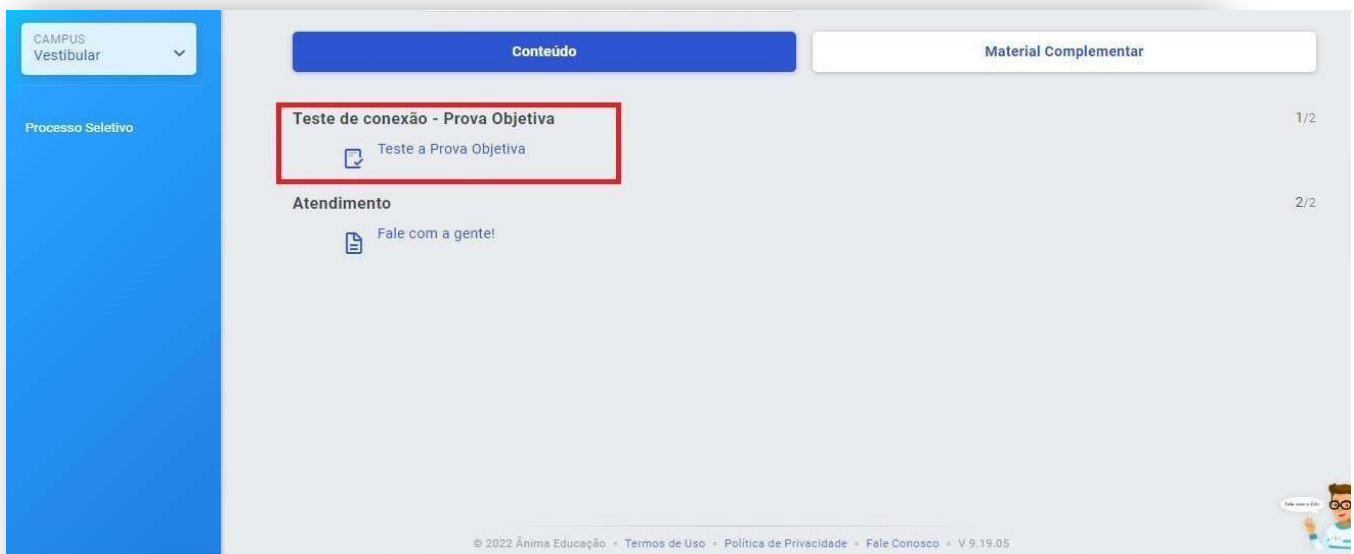 CAMPUS
Vestibular
Processo Seletivo
Conteúdo
Material Complementar
Teste de conexão - Prova Objetiva
1/2
Teste a Prova Objetiva
Atendimento
2/2
Fale com a gente!
© 2022 Ânima Educação • Termos de Uso • Política de Privacidade • Fale Conosco • V 9.19.05